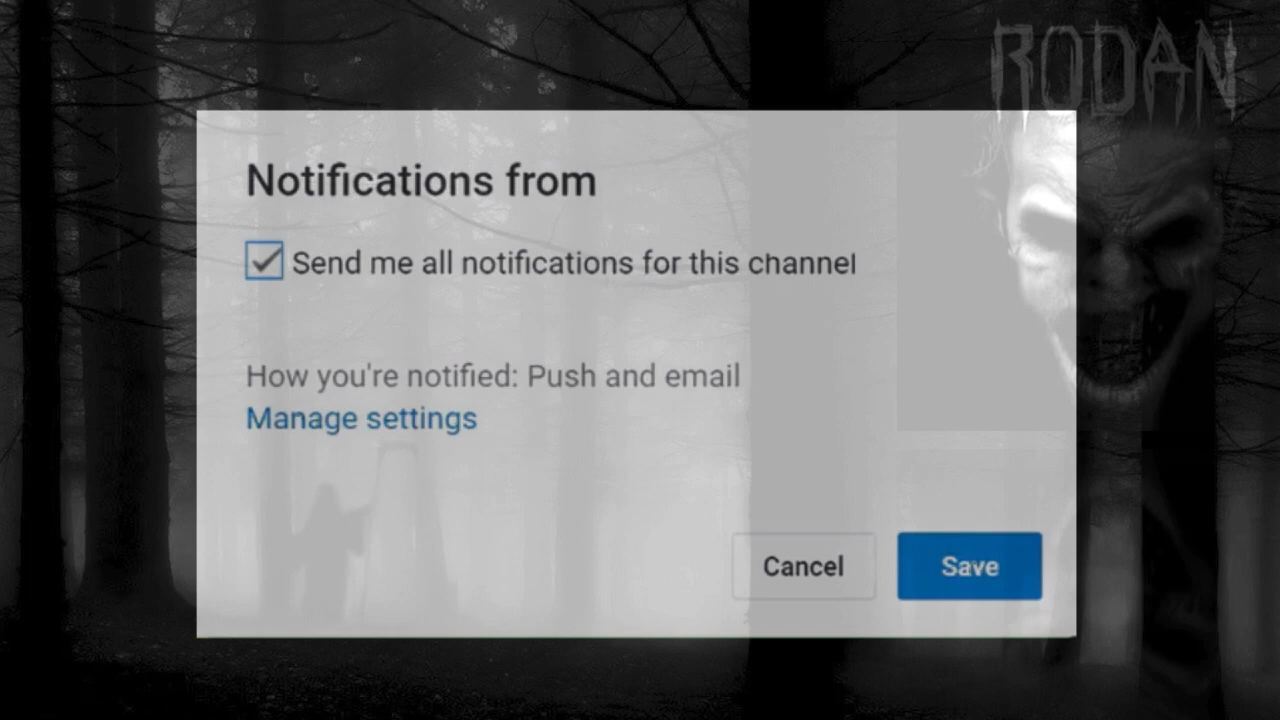 RODAN
Notifications from
Send me all notifications for this channel
How you're notified: Push and email
Manage settings
Cancel
Save